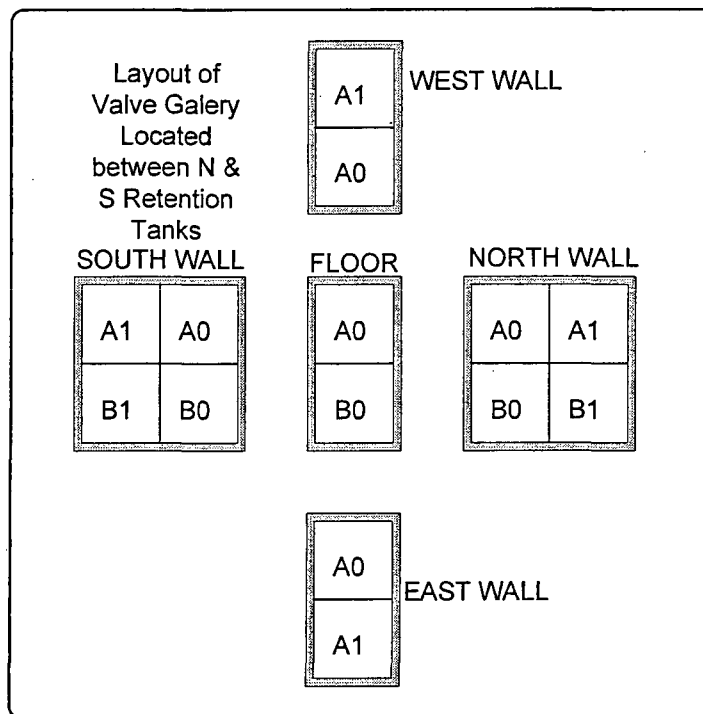 Layout of
Valve Galery
Located
between N &
S Retention
Tanks
WEST WALL
A1
A0
SOUTH WALL
A1 A0
B1 B0
FLOOR
A0
B0
NORTH WALL
A0 A1
B0 B1
EAST WALL
A0
A1